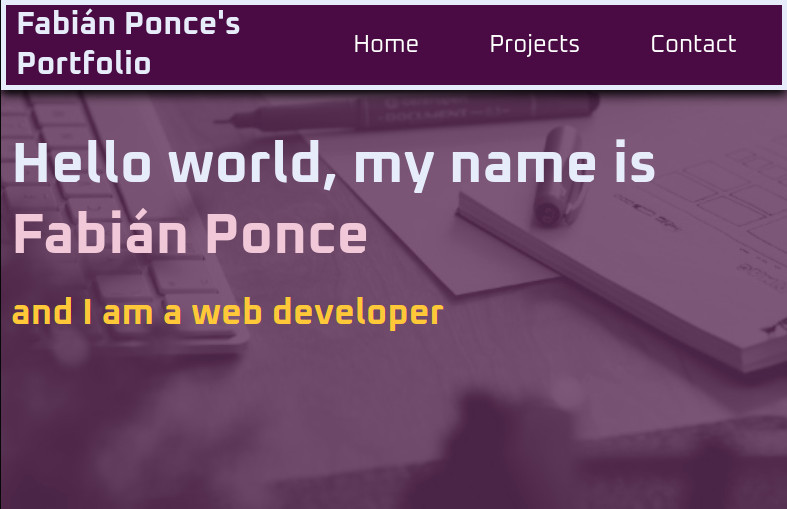 Fabián Ponce's
Portfolio
Home
Projects
Contact
Hello world, my name is
Fabián Ponce
and I am a web developer